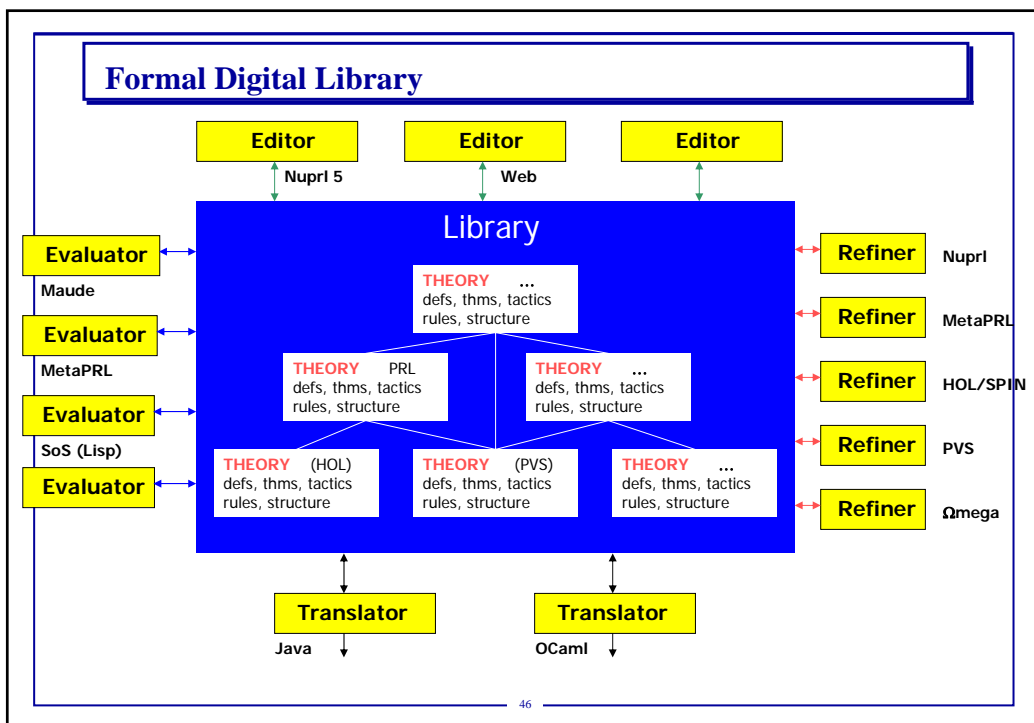 Formal Digital Library
Editor
Editor
Editor
Nuprl 5
Web
Library
Evaluator
Maude
Evaluator
MetaPRL
Evaluator
SoS (Lisp)
Evaluator
THEORY ...
defs, thms, tactics
rules, structure
THEORY PRL
defs, thms, tactics
rules, structure
THEORY ...
defs, thms, tactics
rules, structure
THEORY (HOL)
defs, thms, tactics
rules, structure
THEORY (PVS)
defs, thms, tactics
rules, structure
THEORY ...
defs, thms, tactics
rules, structure
Refiner Nuprl
Refiner MetaPRL
Refiner HOL/SPIN
Refiner PVS
Refiner Ωmega
Translator
Java
Translator
OCaml
46